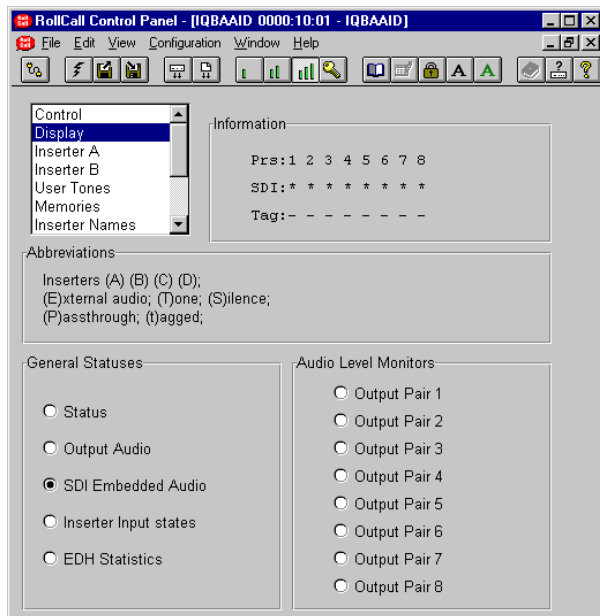 RollCall Control Panel - [IQBAAID 0000:10:01 - IQBAAID]
File Edit View Configuration Window Help
A A
Control
Display
Inserter A
Inserter B
User Tones
Memories
Inserter Names
Information
Prs:1 2 3 4 5 6 7 8
SDI:* * * * * * * *
Tag:- - - - - - - -
Abbreviations
Inserters (A) (B) (C) (D);
(E)xternal audio; (T)one; (S)ilence;
(P)assthrough; (t)agged;
General Statuses
Status
Output Audio
SDI Embedded Audio
Inserter Input states
EDH Statistics
Audio Level Monitors
Output Pair 1
Output Pair 2
Output Pair 3
Output Pair 4
Output Pair 5
Output Pair 6
Output Pair 7
Output Pair 8